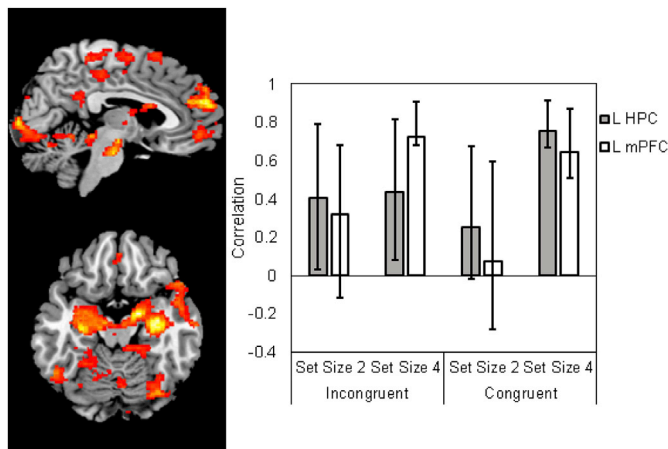 1
0.8
0.6
0.4
0.2
0
-0.2
-0.4
Correlation
L HPC
L mPFC
Set Size 2 Set Size 4 Set Size 2 Set Size 4
Incongruent Congruent